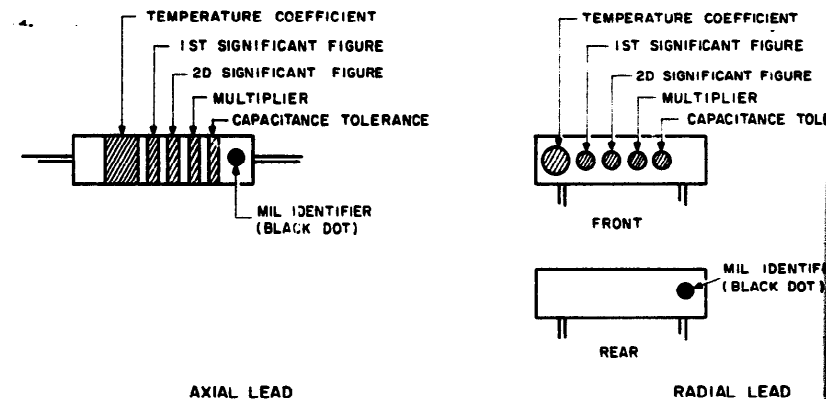 TEMPERATURE COEFFICIENT
1ST SIGNIFICANT FIGURE
2D SIGNIFICANT FIGURE
MULTIPLIER
CAPACITANCE TOLERANCE
MIL IDENTIFIER
(BLACK DOT)
AXIAL LEAD
TEMPERATURE COEFFICIENT
1ST SIGNIFICANT FIGURE
2D SIGNIFICANT FIGURE
MULTIPLIER
CAPACITANCE TOL
FRONT
MIL IDENTIF
(BLACK DOT)
REAR
RADIAL LEAD